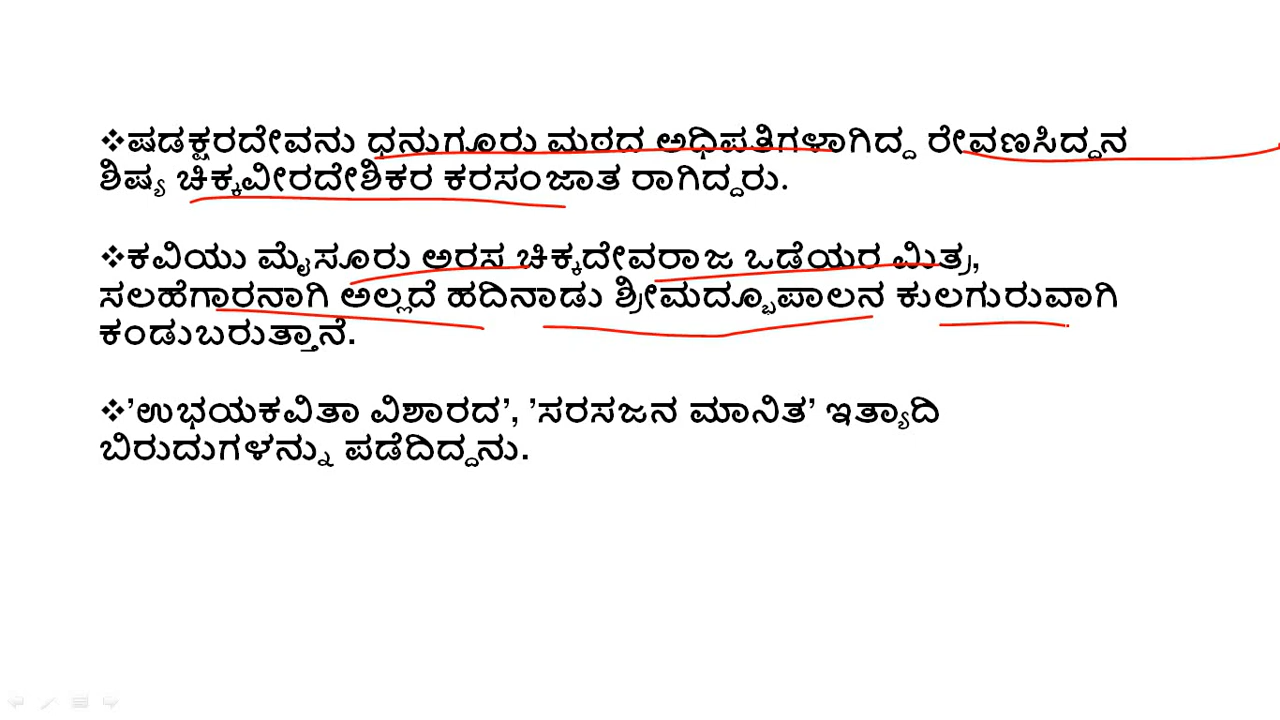 ❖ಷಡಕ್ಷರದೇವನು ಧನುಗೂರು ಮಠದ ಅಧಿಪತಿಗಳಾಗಿದ್ದ ರೇವಣಸಿದ್ದನ
ಶಿಷ್ಯ ಚಿಕ್ಕವೀರದೇಶಿಕರ ಕರಸಂಜಾತ ರಾಗಿದ್ದರು.
❖ಕವಿಯು ಮೈಸೂರು ಅರಸ ಚಿಕ್ಕದೇವರಾಜ ಒಡೆಯರ ಮಿತ್ರ,
ಸಲಹೆಗಾರನಾಗಿ ಅಲ್ಲದೆ ಹದಿನಾಡು ಶ್ರೀಮದ್ಭೂಪಾಲನ ಕುಲಗುರುವಾಗಿ
ಕಂಡುಬರುತ್ತಾನೆ.
❖’ಉಭಯಕವಿತಾ ವಿಶಾರದ’, ’ಸರಸಜನ ಮಾನಿತ’ ಇತ್ಯಾದಿ
ಬಿರುದುಗಳನ್ನು ಪಡೆದಿದ್ದನು.